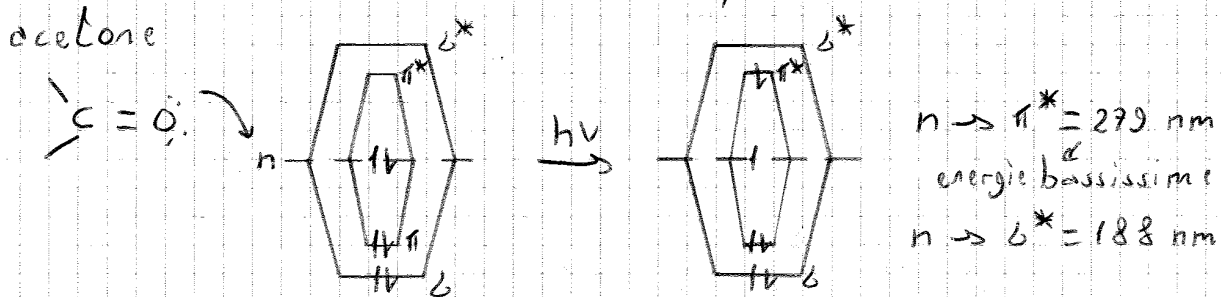 acetone
C = O
σ*
π*
n
π
σ
hν
σ*
π*
σ
n → π* = 279 nm
energie bassissime
n → σ* = 188 nm